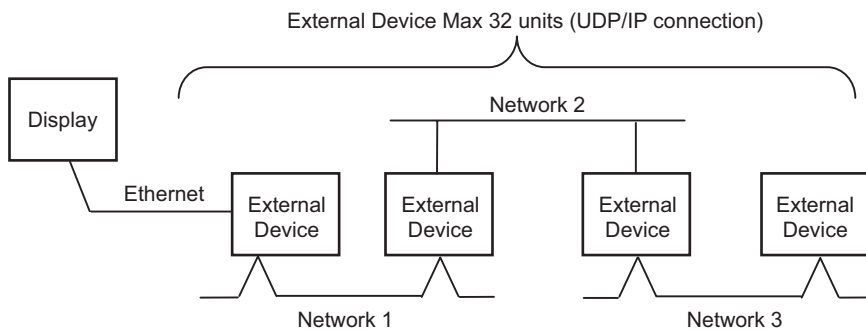 External Device Max 32 units (UDP/IP connection)
Network 2
Display
Ethernet
External
Device
External
Device
External
Device
External
Device
Network 1
Network 3